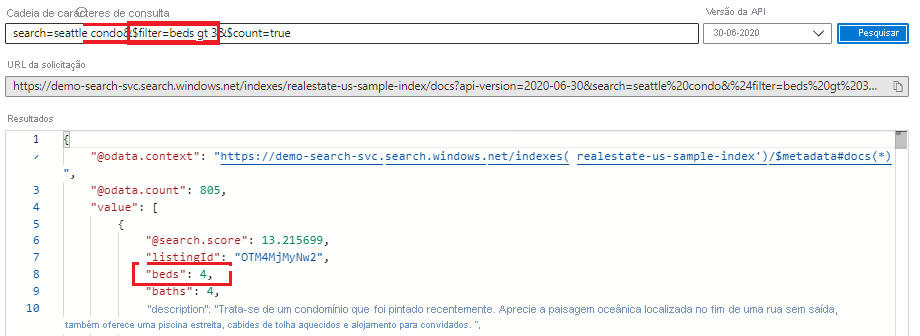 Cadeia de caracteres de consulta
Versão da API
search=seattle condo&$filter=beds gt 3&$count=true
30-06-2020
Pesquisar
URL da solicitação
https://demo-search-svc.search.windows.net/indexes/realestate-us-sample-index/docs?api-version=2020-06-30&search=seattle%20condo&%24filter=beds%20gt%203...
Resultados
1 {
"@odata.context": "https://demo-search-svc.search.windows.net/indexes( realestate-us-sample-index')/$metadata#docs(*)
",
3 "@odata.count": 805,
4 "value": [
5 {
6 "@search.score": 13.215699,
7 "listingId": "OTM4MjMyNw2",
8 "beds": 4,
9 "baths": 4,
10 "description": "Trata-se de um condomínio que foi pintado recentemente. Aprecie a paisagem oceânica localizada no fim de uma rua sem saída,
também oferece uma piscina estreita, cabides de tolha aquecidos e alojamento para convidados. ",